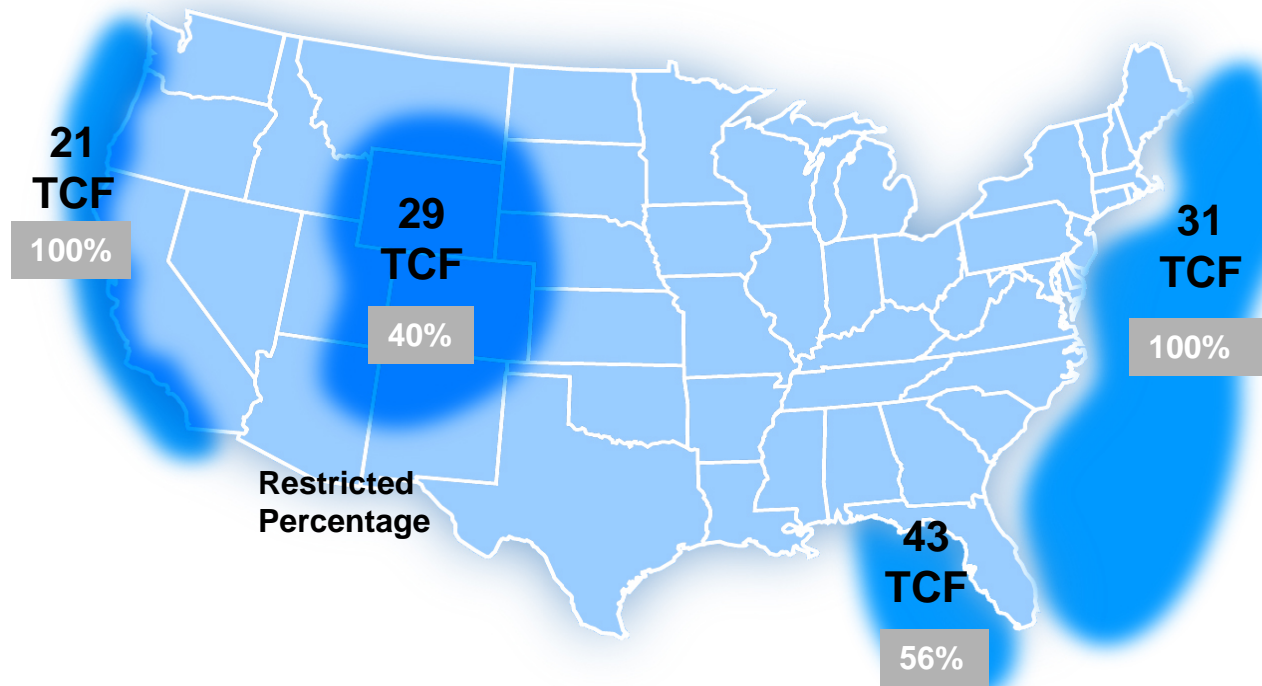 21
TCF
100%
29
TCF
40%
31
TCF
100%
Restricted
Percentage
43
TCF
56%